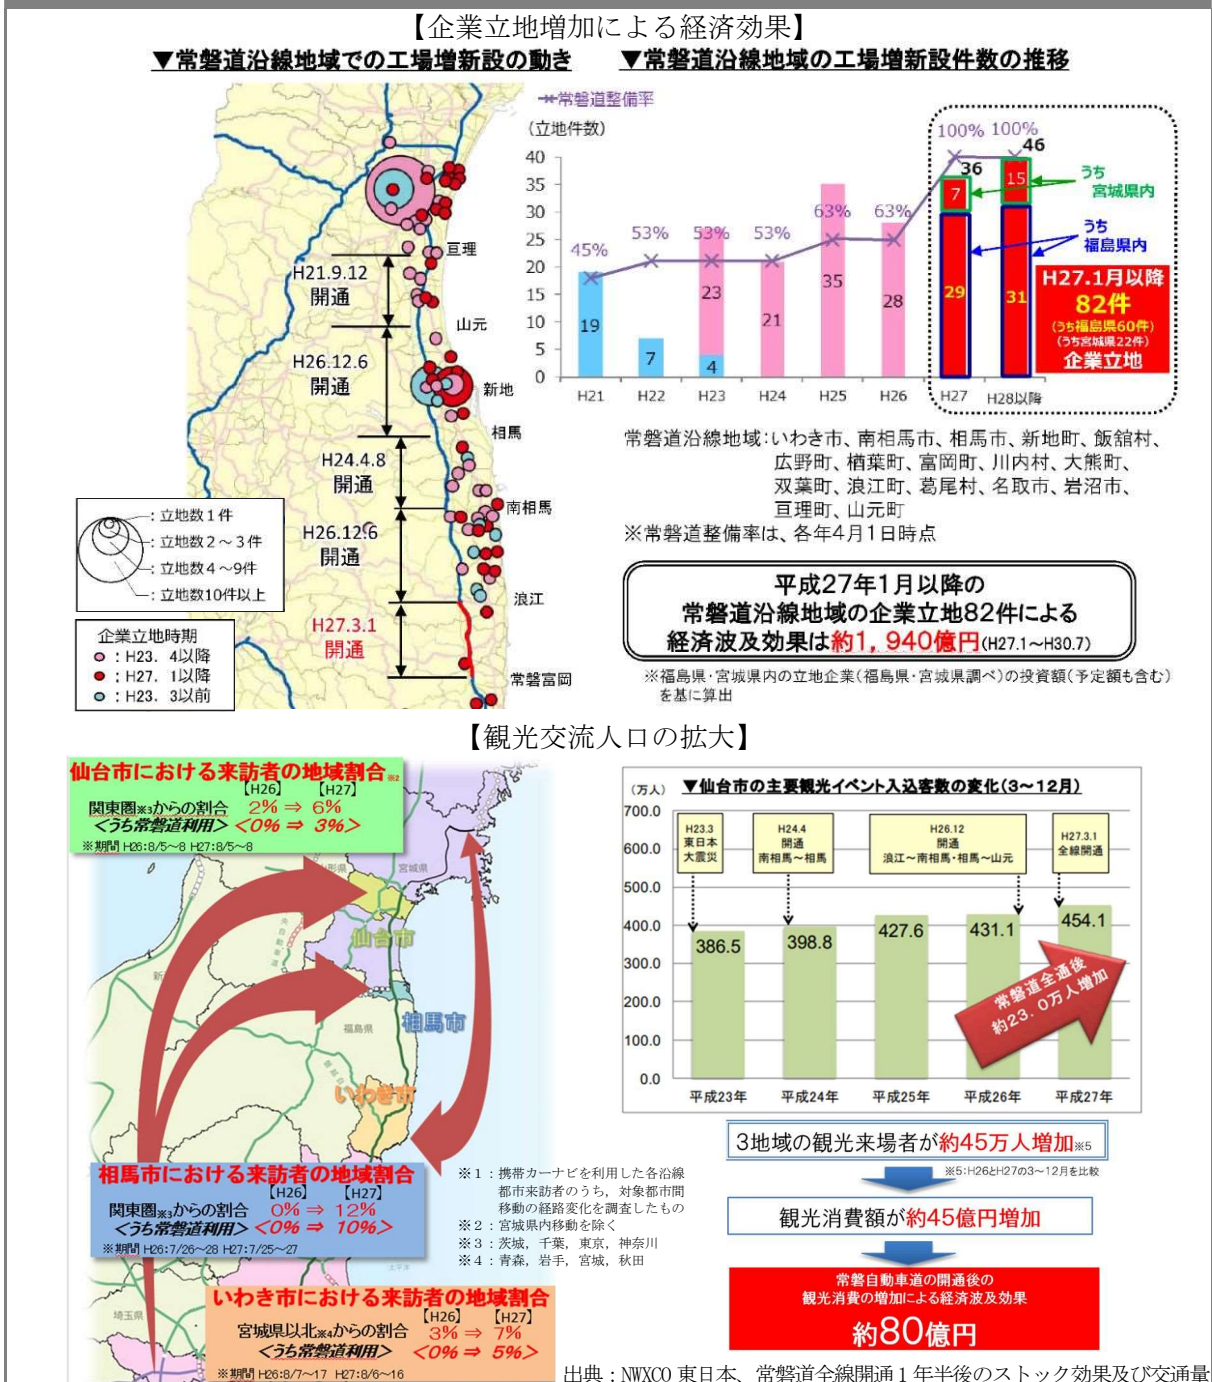 【企業立地増加による経済効果】
▼常磐道沿線地域での工場増新設の動き
亘理
H21.9.12
開通
山元
H26.12.6
開通
新地
相馬
H24.4.8
開通
南相馬
H26.12.6
開通
浪江
H27.3.1
開通
常磐富岡
：立地数１件
：立地数２～３件
：立地数４～９件
：立地数10件以上
企業立地時期
：H23．4以降
：H27．1以降
：H23．3以前
▼常磐道沿線地域の工場増新設件数の推移
常磐道整備率
(立地件数)
40
35
30
25
20
15
10
5
0
45%
53%
53%
53%
63%
63%
100%
100%
19
7
4
23
21
35
28
36
7
29
46
15
31
H21
H22
H23
H24
H25
H26
H27
H28以降
うち
宮城県内
うち
福島県内
H27.1月以降
82件
(うち福島県60件)
(うち宮城県22件)
企業立地
常磐道沿線地域：いわき市、南相馬市、相馬市、新地町、飯舘村、
広野町、楢葉町、富岡町、川内村、大熊町、
双葉町、浪江町、葛尾村、名取市、岩沼市、
亘理町、山元町
※常磐道整備率は、各年4月1日時点
平成27年1月以降の
常磐道沿線地域の企業立地82件による
経済波及効果は約1，940億円(H27.1～H30.7)
※福島県・宮城県内の立地企業(福島県・宮城県調べ)の投資額(予定額も含む)
を基に算出
【観光交流人口の拡大】
仙台市における来訪者の地域割合※2
【H26】 【H27】
関東圏※3からの割合 2% ⇒ 6%
＜うち常磐道利用＞ ＜0% ⇒ 3%＞
※期間 H26:8/5～8 H27:8/5～8
宮城県
仙台市
相馬市
福島県
いわき市
相馬市における来訪者の地域割合
【H26】 【H27】
関東圏※3からの割合 0% ⇒ 12%
＜うち常磐道利用＞ ＜0% ⇒ 10%＞
※期間 H26:7/26～28 H27:7/25～27
埼玉県
太平洋
いわき市における来訪者の地域割合
【H26】 【H27】
宮城県以北※4からの割合 3% ⇒ 7%
＜うち常磐道利用＞ ＜0% ⇒ 5%＞
※期間 H26:8/7～17 H27:8/6～16
※１：携帯カーナビを利用した各沿線
都市来訪者のうち，対象都市間
移動の経路変化を調査したもの
※２：宮城県内移動を除く
※３：茨城，千葉，東京，神奈川
※４：青森，岩手，宮城，秋田
(万人)
▼仙台市の主要観光イベント入込客数の変化(3～12月)
700.0
600.0
500.0
400.0
300.0
200.0
100.0
0.0
H23.3
東日本
大震災
H24.4
開通
南相馬～相馬
H26.12
開通
浪江～南相馬・相馬～山元
H27.3.1
全線開通
386.5
398.8
427.6
431.1
454.1
常磐道全通後
約23．0万人増加
平成23年
平成24年
平成25年
平成26年
平成27年
3地域の観光来場者が約45万人増加※5
※5:H26とH27の3～12月を比較
観光消費額が約45億円増加
常磐自動車道の開通後の
観光消費の増加による経済波及効果
約80億円
出典：NWXCO 東日本、常磐道全線開通１年半後のストック効果及び交通量